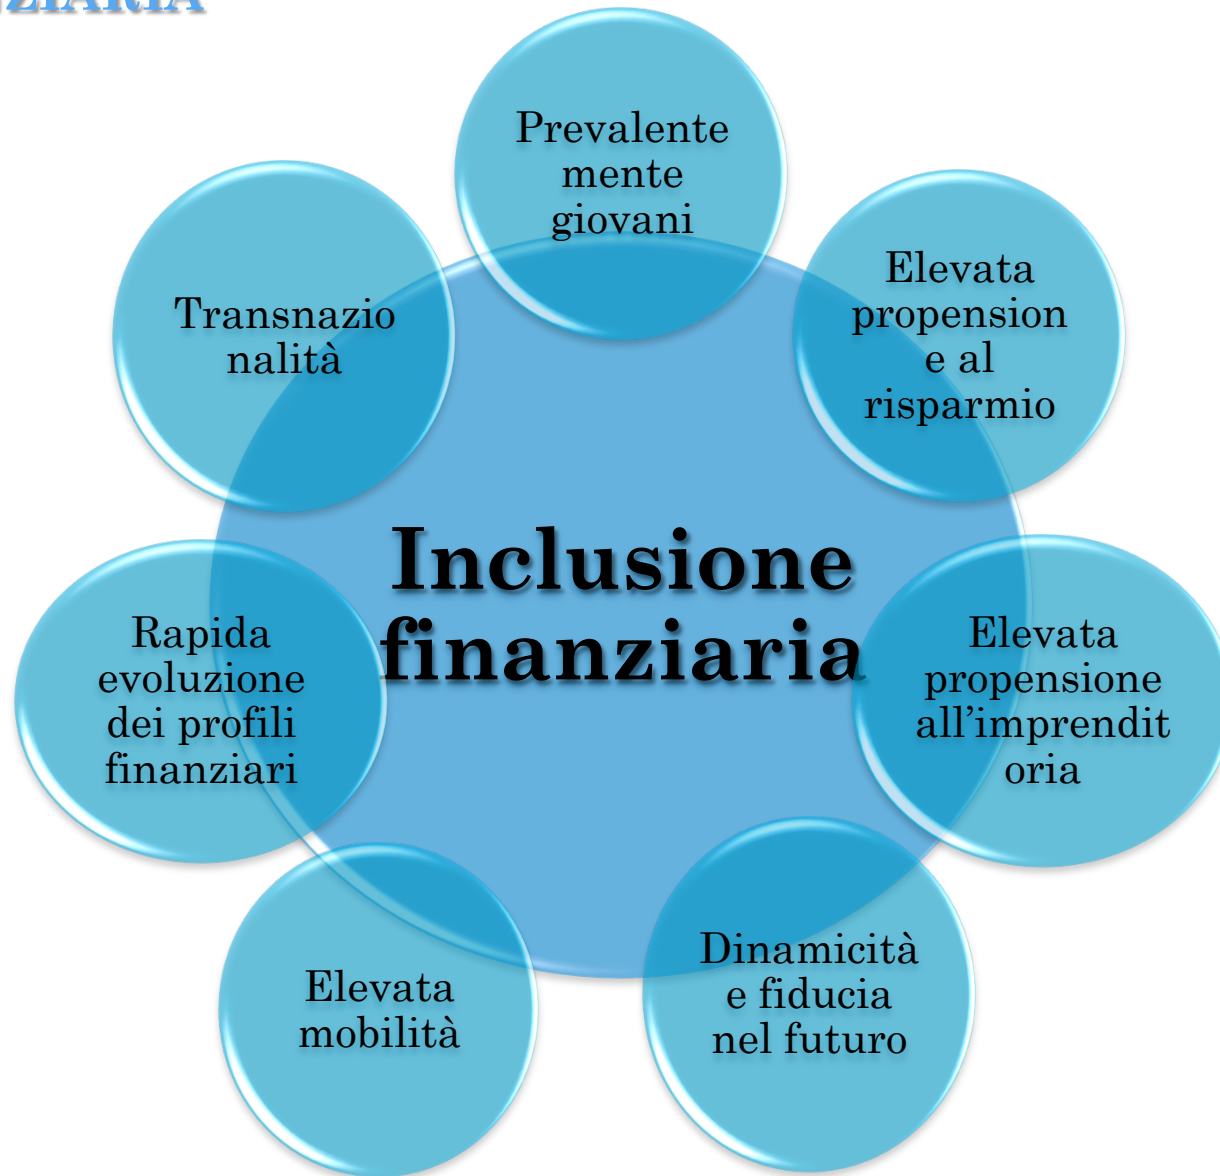 Prevalente
mente
giovani
Elevata
propension
e al
risparmio
Elevata
propensione
all’imprendit
oria
Dinamicità
e fiducia
nel futuro
Elevata
mobilità
Rapida
evoluzione
dei profili
finanziari
Transnazio
nalità
Inclusione
finanziaria